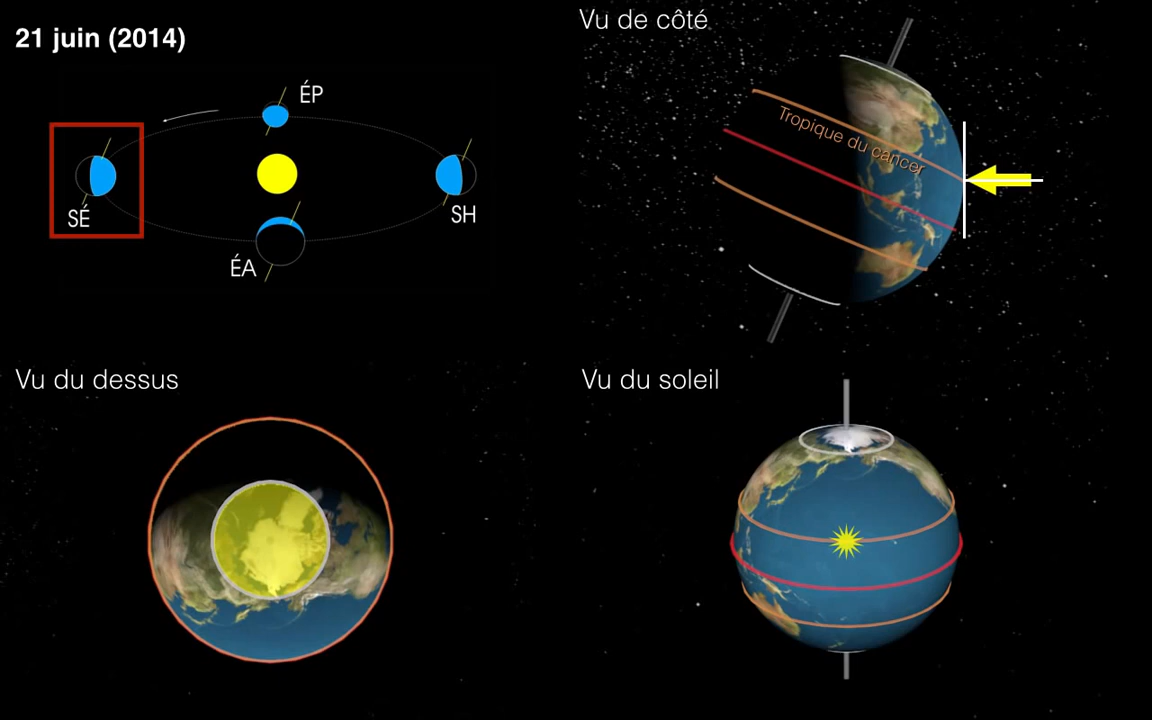 21 juin (2014)
ÉP
SÉ
SH
ÉA
Vu de côté
Tropique du cancer
Vu du dessus
Vu du soleil